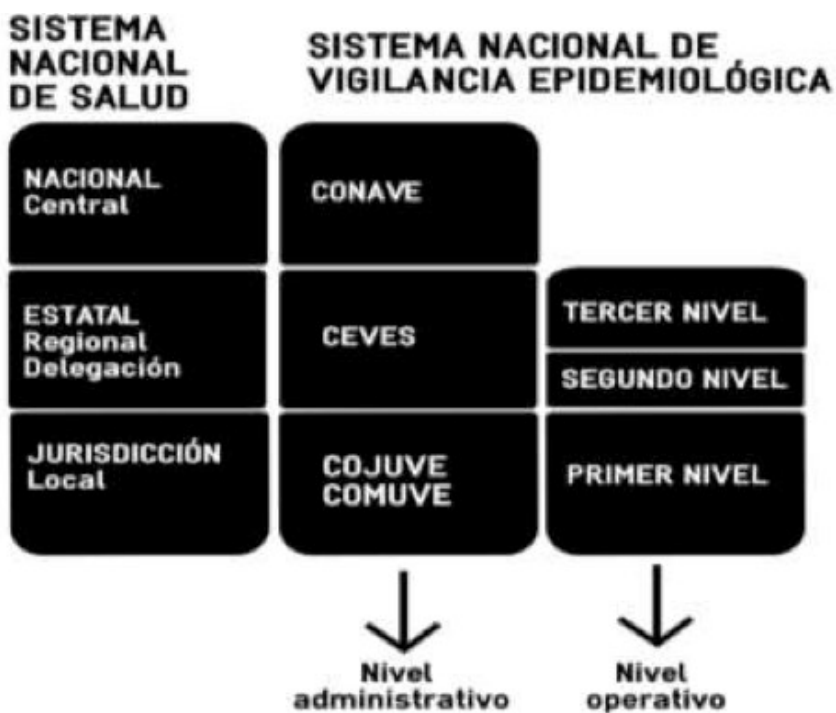 SISTEMA
NACIONAL
DE SALUD
SISTEMA NACIONAL DE
VIGILANCIA EPIDEMIOLÓGICA
NACIONAL
Central
CONAVE
ESTATAL
Regional
Delegación
CEVES
TERCER NIVEL
SEGUNDO NIVEL
JURISDICCIÓN
Local
COJUVE
COMUVE
PRIMER NIVEL
Nivel
administrativo
Nivel
operativo